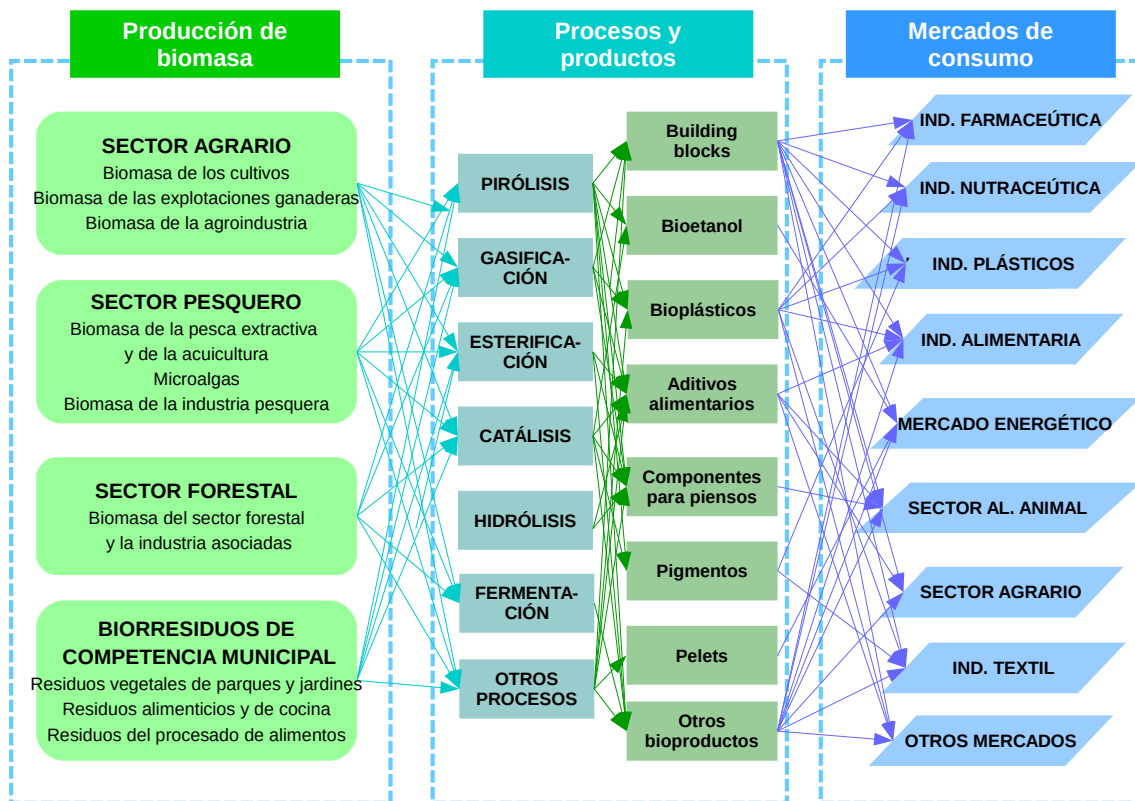 Producción de
biomasa
SECTOR AGRARIO
Biomasa de los cultivos
Biomasa de las explotaciones ganaderas
Biomasa de la agroindustria
SECTOR PESQUERO
Biomasa de la pesca extractiva
y de la acuicultura
Microalgas
Biomasa de la industria pesquera
SECTOR FORESTAL
Biomasa del sector forestal
y la industria asociadas
BIORRESIDUOS DE
COMPETENCIA MUNICIPAL
Residuos vegetales de parques y jardines
Residuos alimenticios y de cocina
Residuos del procesado de alimentos
Procesos y
productos
PIRÓLISIS
GASIFICA-
CIÓN
ESTERIFICA-
CIÓN
CATÁLISIS
HIDRÓLISIS
FERMENTA-
CIÓN
OTROS
PROCESOS
Building
blocks
Bioetanol
Bioplásticos
Aditivos
alimentarios
Componentes
para piensos
Pigmentos
Pelets
Otros
bioproductos
Mercados de
consumo
IND. FARMACEÚTICA
IND. NUTRACEÚTICA
IND. PLÁSTICOS
IND. ALIMENTARIA
MERCADO ENERGÉTICO
SECTOR AL. ANIMAL
SECTOR AGRARIO
IND. TEXTIL
OTROS MERCADOS